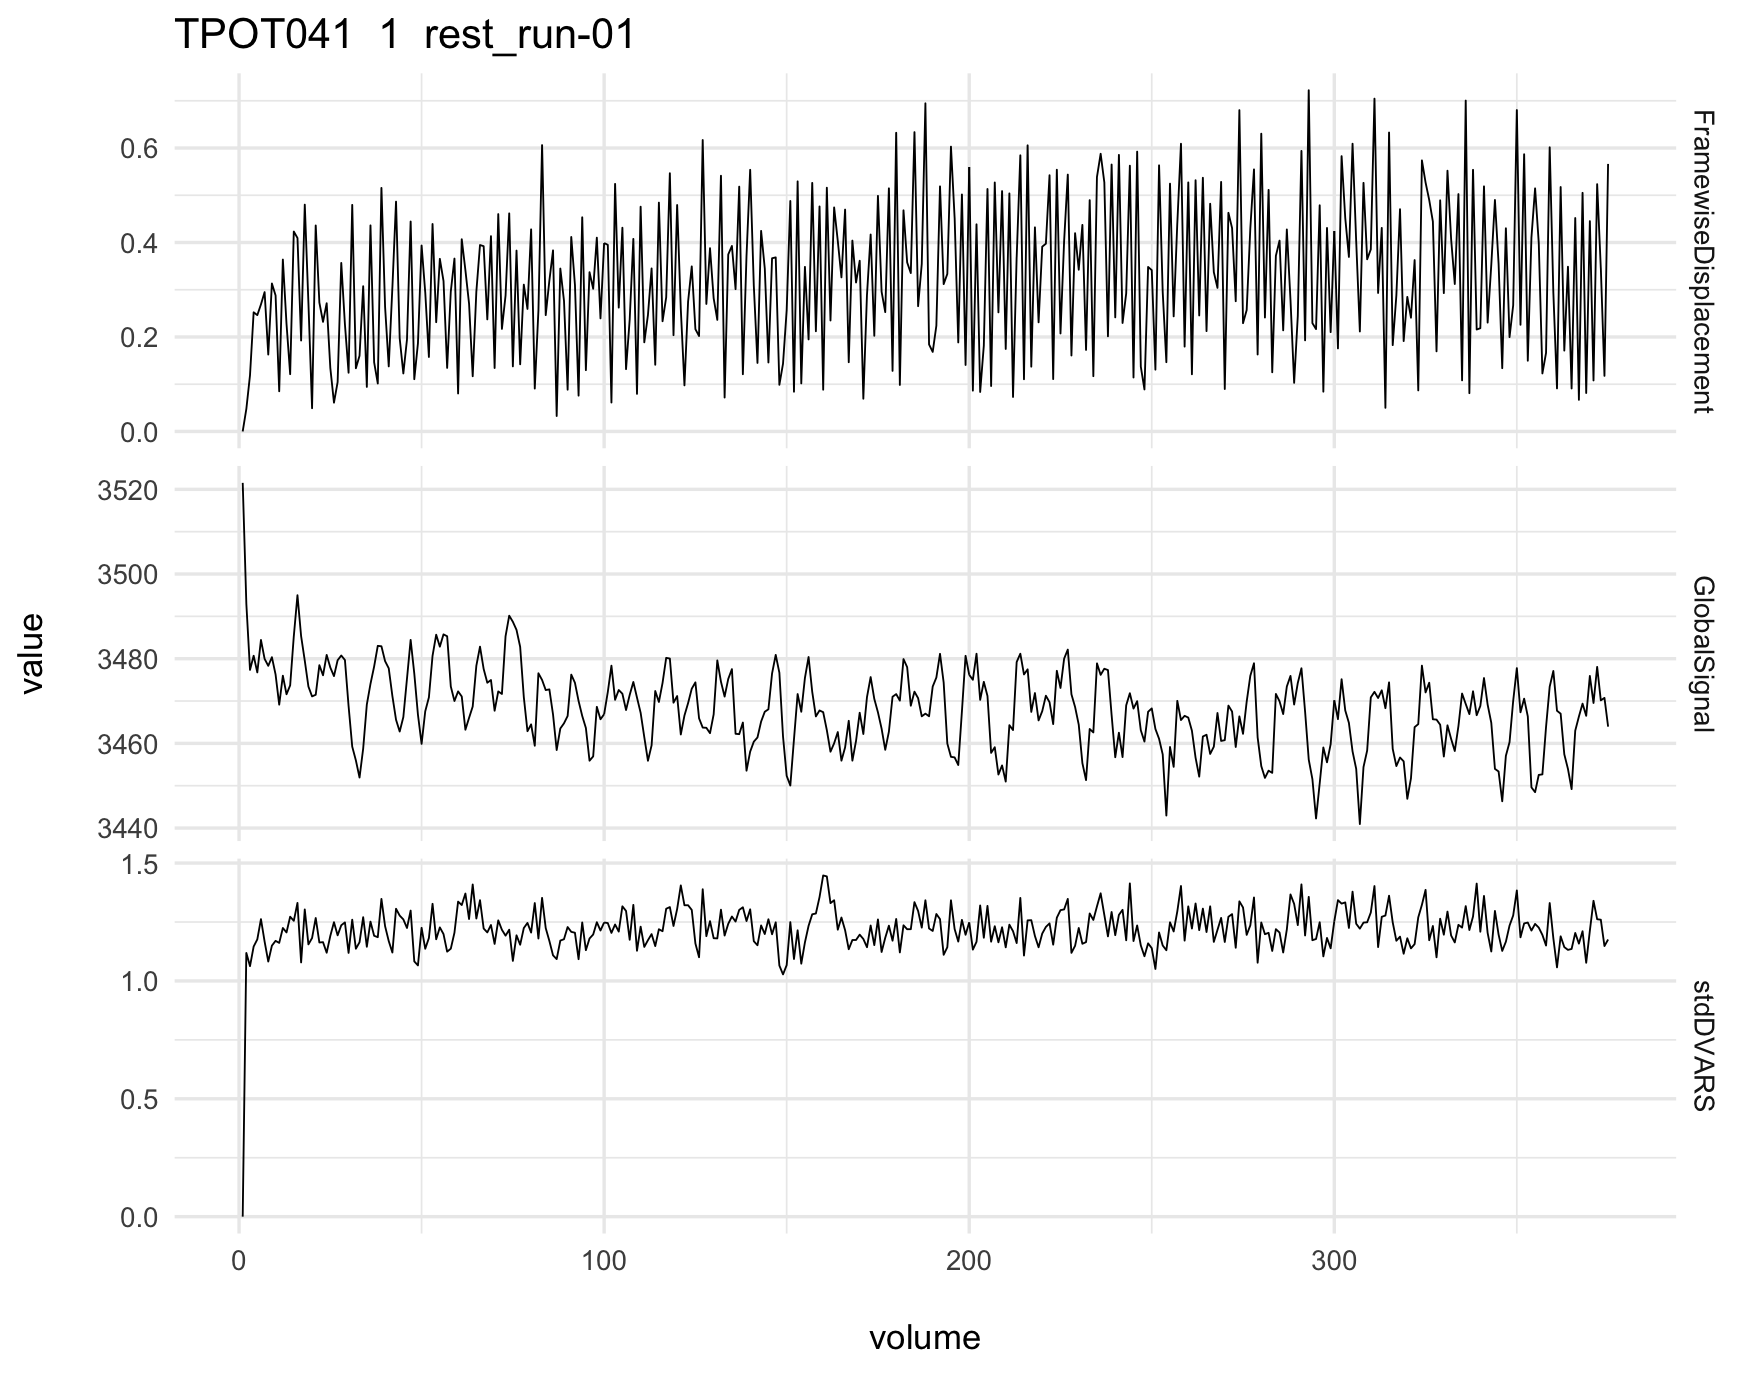 TPOT041 1 rest_run-01
0.6
0.4
0.2
0.0
FramewiseDisplacement
3520
3500
3480
3460
3440
GlobalSignal
value
1.5
1.0
0.5
0.0
stdDVARS
0 100 200 300
volume